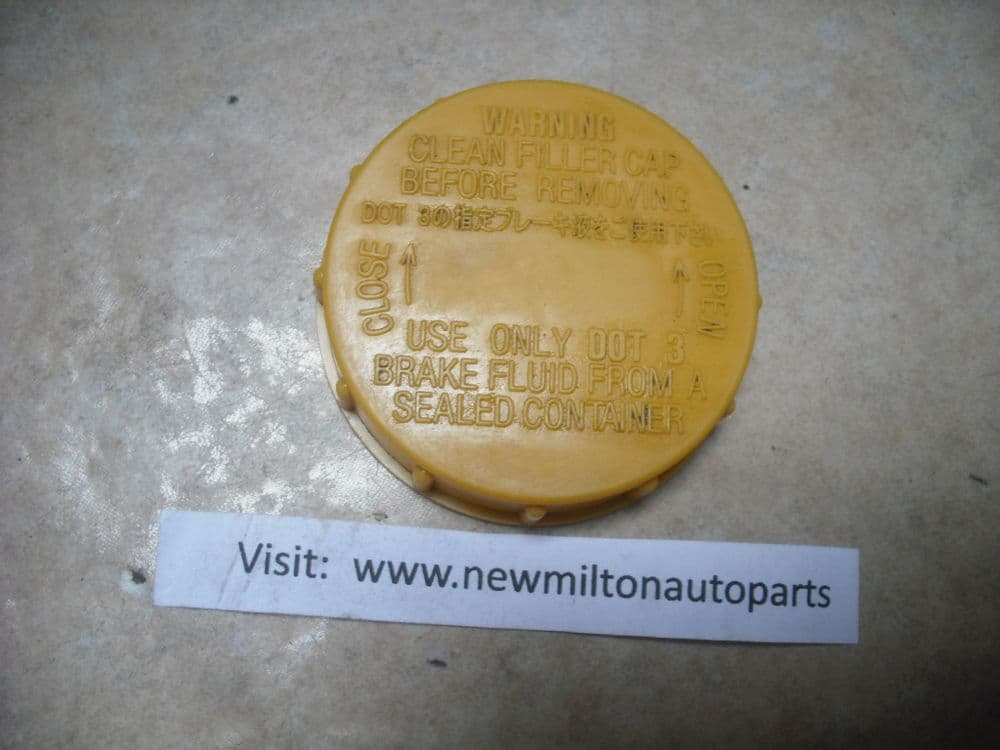 WARNING
CLEAN FILLER CAP
BEFORE REMOVING
DOT 3の指定ブレーキ液をご使用下さい
CLOSE
OPEN
USE ONLY DOT 3
BRAKE FLUID FROM A
SEALED CONTAINER
Visit: www.newmiltonautoparts